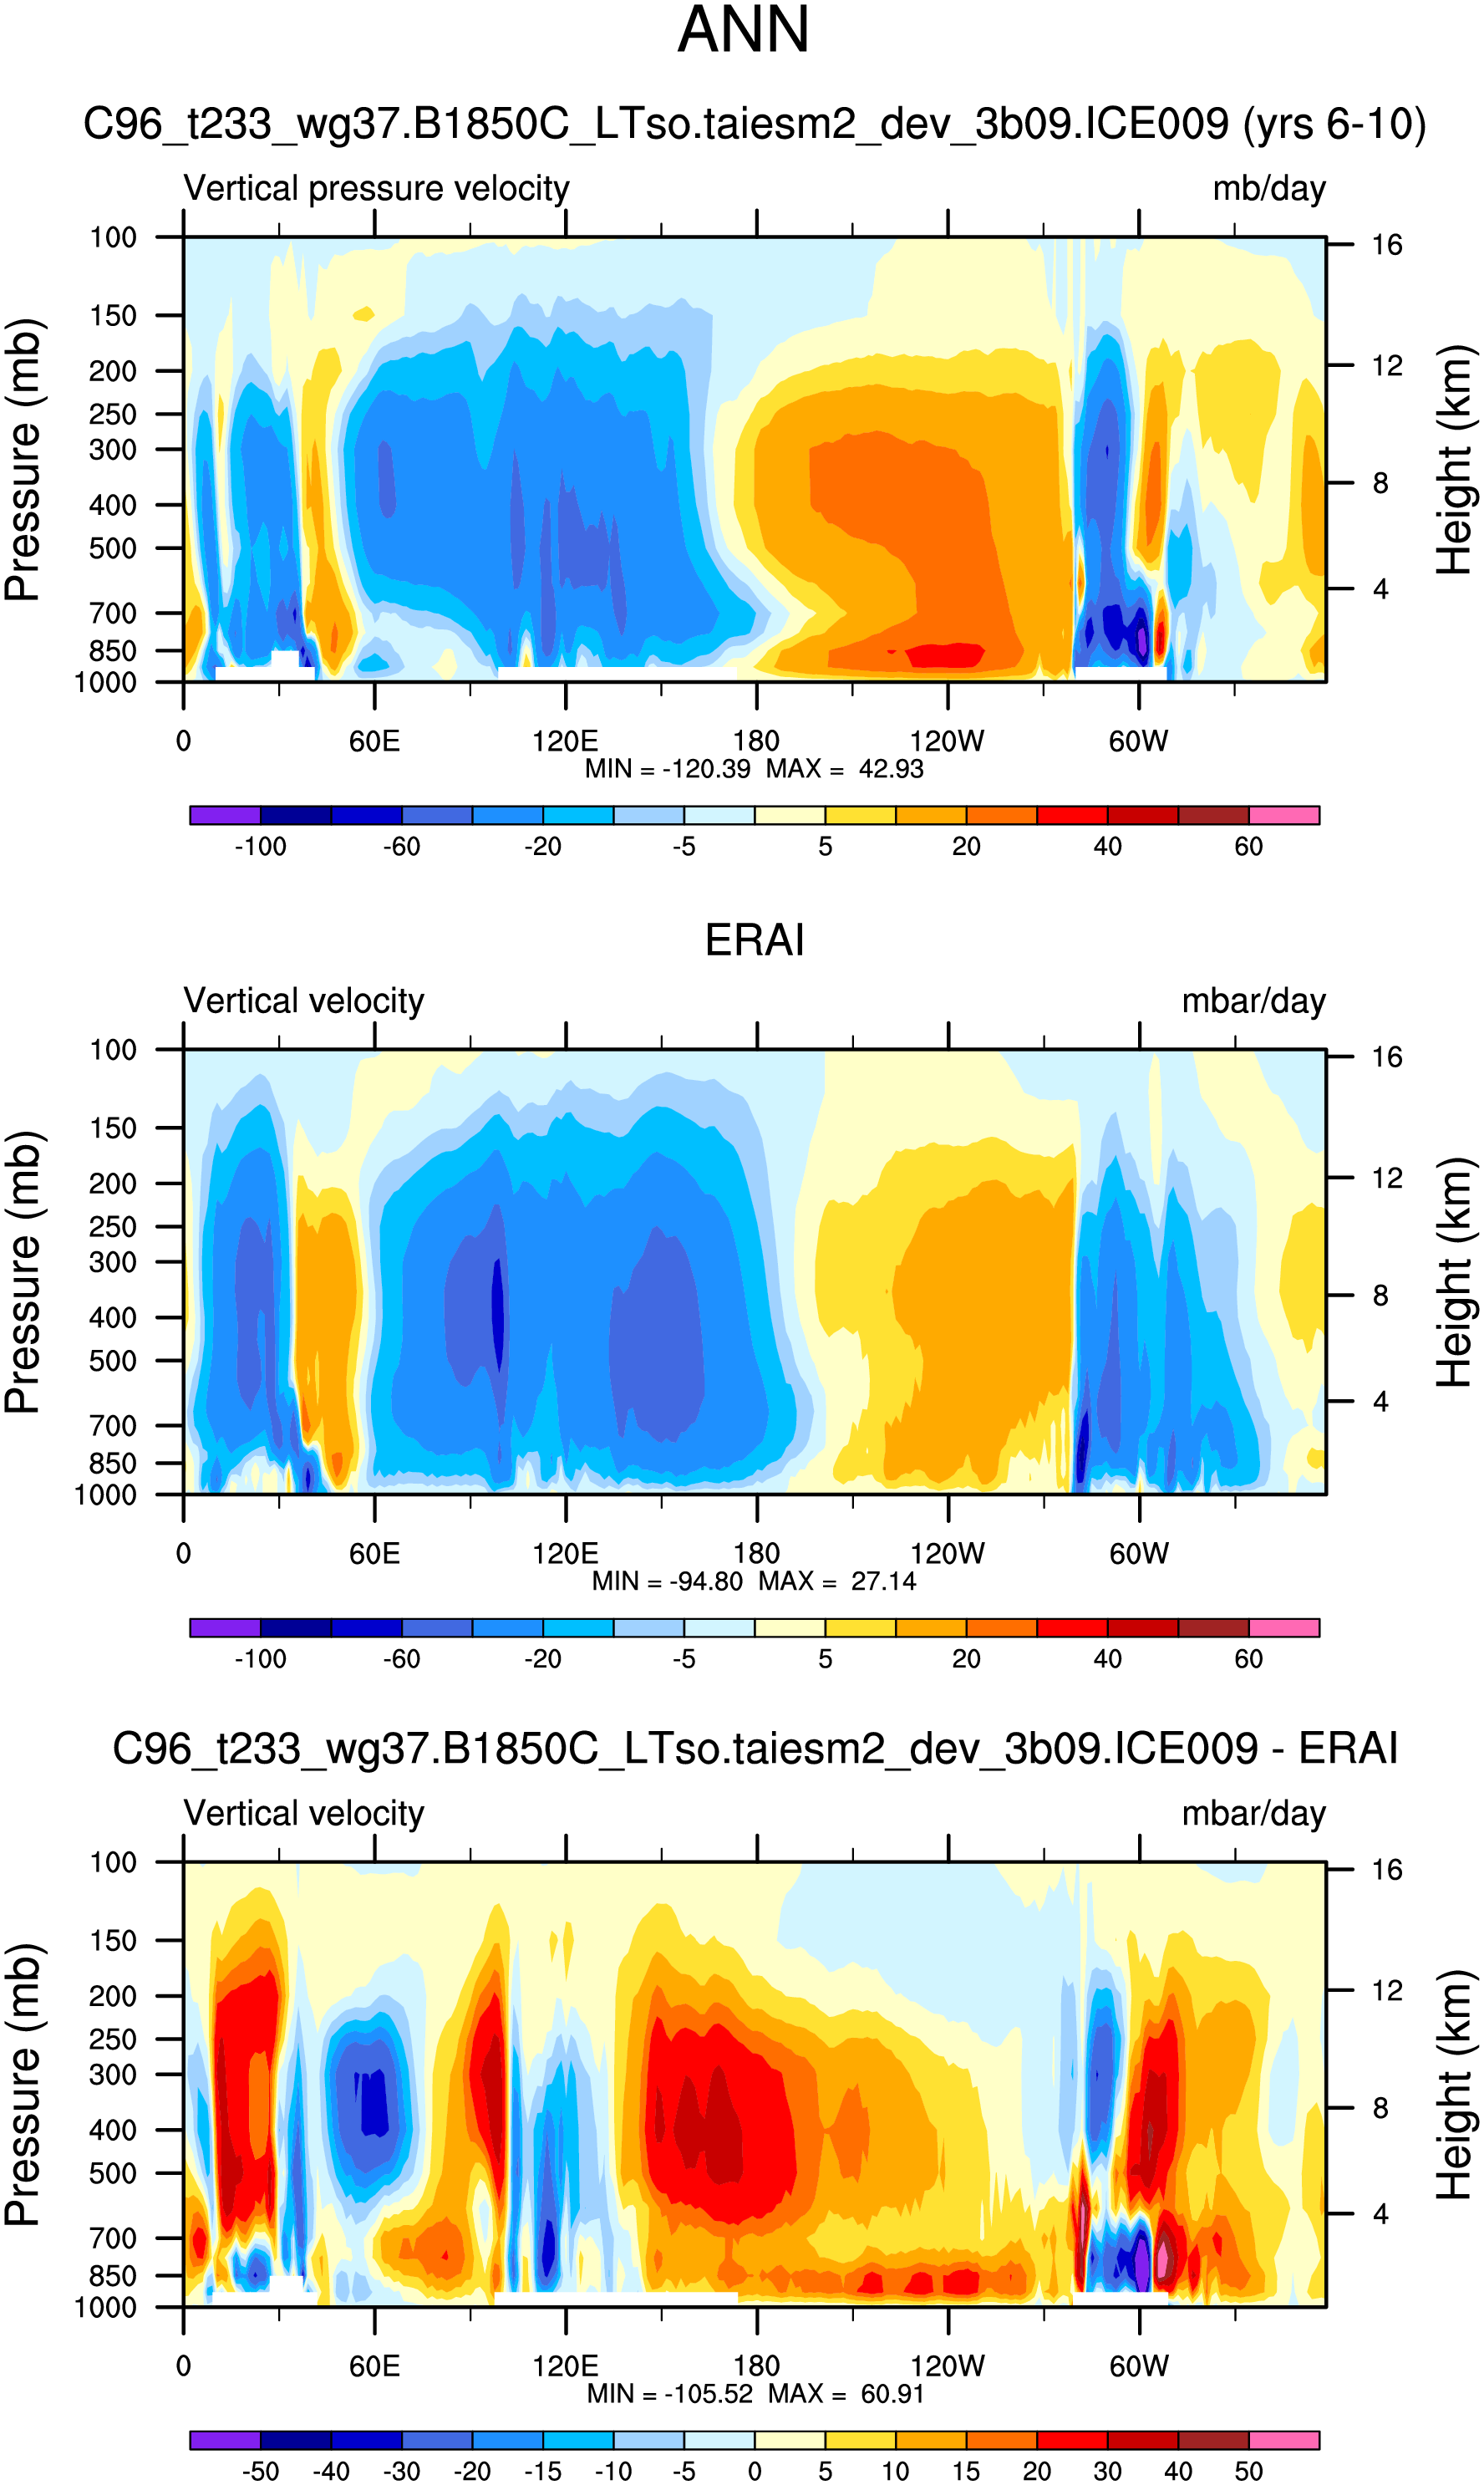 ANN
C96_t233_wg37.B1850C_LTso.taiesm2_dev_3b09.ICE009 (yrs 6-10)
Vertical pressure velocity mb/day
Pressure (mb)
100
150
200
250
300
400
500
700
850
1000
16
12
8
4
Height (km)
0 60E 120E 180 120W 60W
MIN = -120.39 MAX = 42.93
-100 -60 -20 -5 5 20 40 60
ERAI
Vertical velocity mbar/day
Pressure (mb)
100
150
200
250
300
400
500
700
850
1000
16
12
8
4
Height (km)
0 60E 120E 180 120W 60W
MIN = -94.80 MAX = 27.14
-100 -60 -20 -5 5 20 40 60
C96_t233_wg37.B1850C_LTso.taiesm2_dev_3b09.ICE009 - ERAI
Vertical velocity mbar/day
Pressure (mb)
100
150
200
250
300
400
500
700
850
1000
16
12
8
4
Height (km)
0 60E 120E 180 120W 60W
MIN = -105.52 MAX = 60.91
-50 -40 -30 -20 -15 -10 -5 0 5 10 15 20 30 40 50